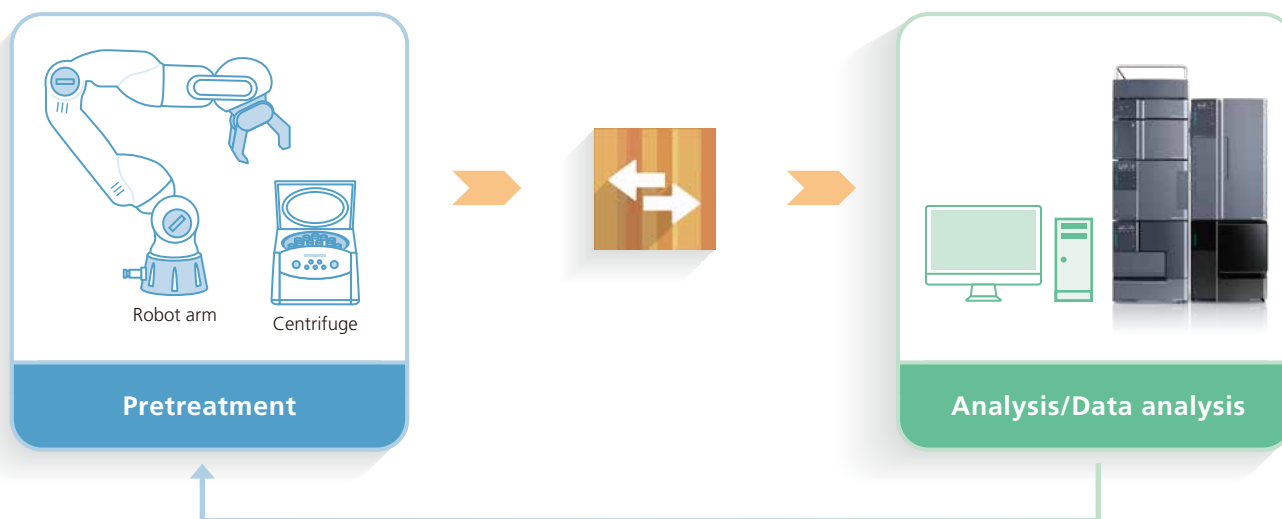 Robot arm
Centrifuge
Pretreatment
Analysis/Data analysis